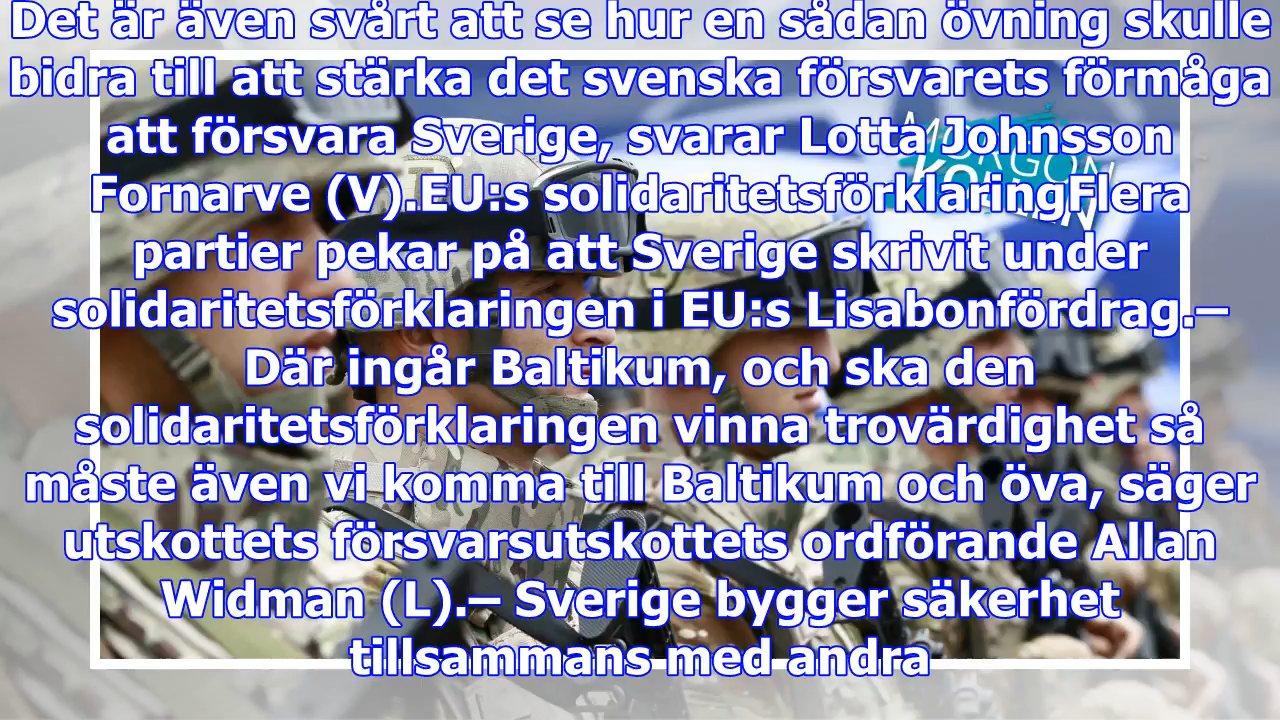 Det är även svårt att se hur en sådan övning skulle
bidra till att stärka det svenska försvarets förmåga
att försvara Sverige, svarar Lotta Johnsson
Fornarve (V).EU:s solidaritetsförklaringFlera
partier pekar på att Sverige skrivit under
solidaritetsförklaringen i EU:s Lisabonfördrag.–
Där ingår Baltikum, och ska den
solidaritetsförklaringen vinna trovärdighet så
måste även vi komma till Baltikum och öva, säger
utskottets försvarsutskottets ordförande Allan
Widman (L).– Sverige bygger säkerhet
tillsammans med andra
MORGON